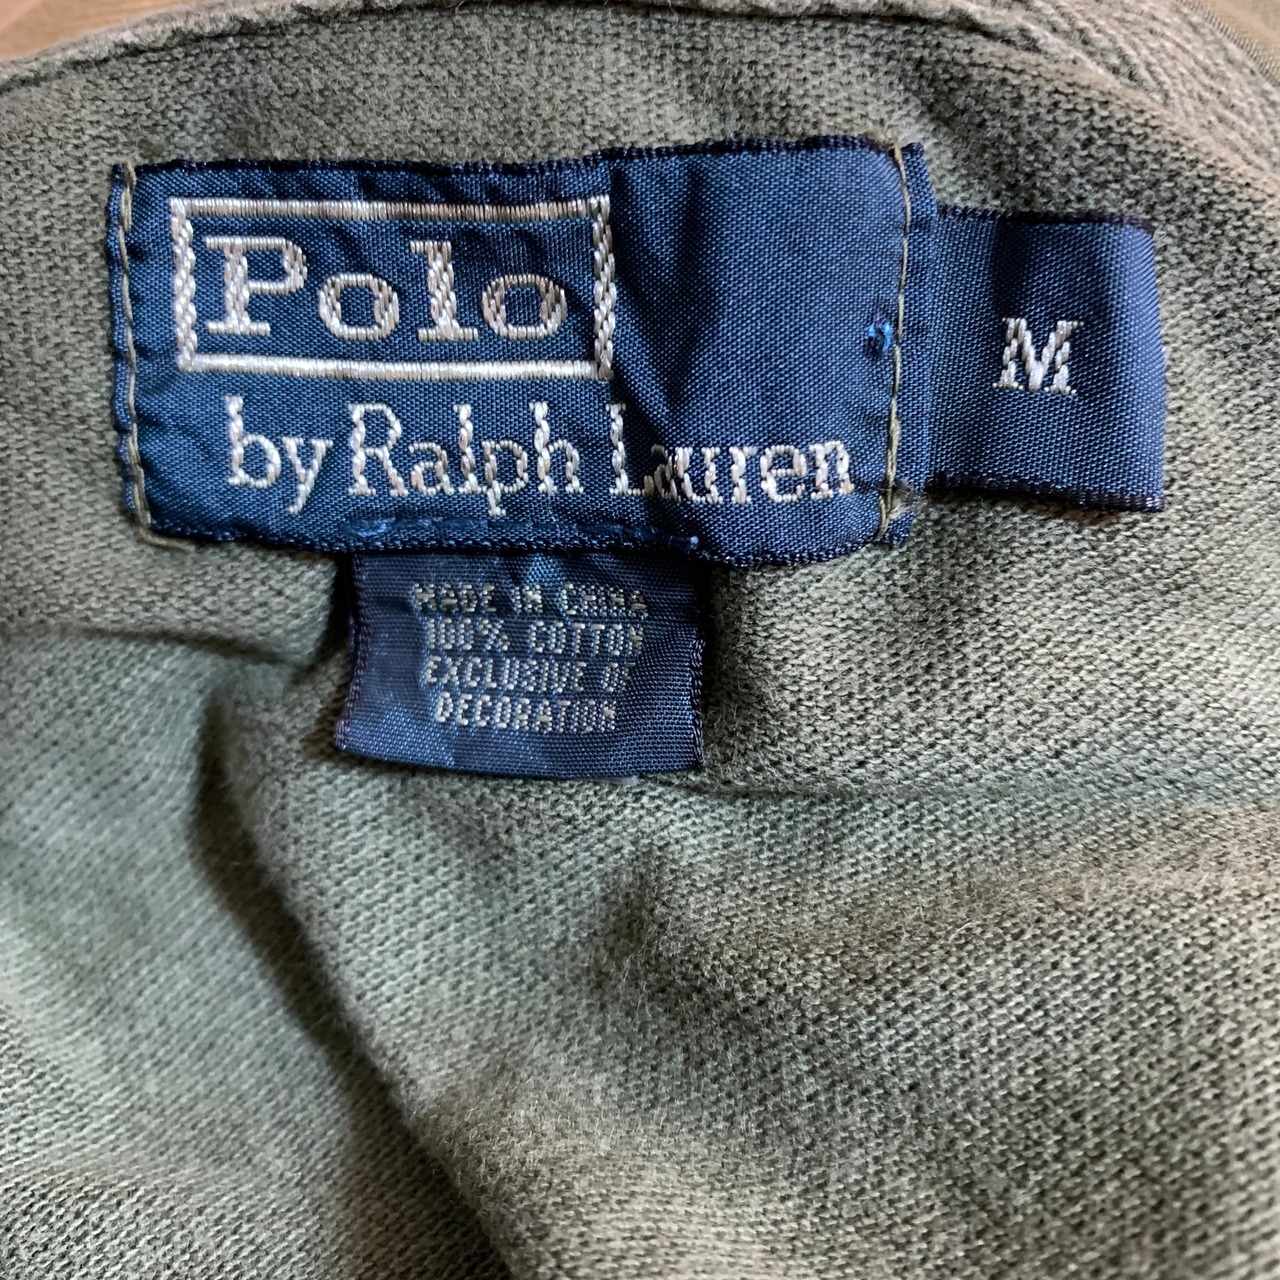 Polo
by Ralph Lauren
M
MADE IN CHINA
100% COTTON
EXCLUSIVE OF
DECORATION